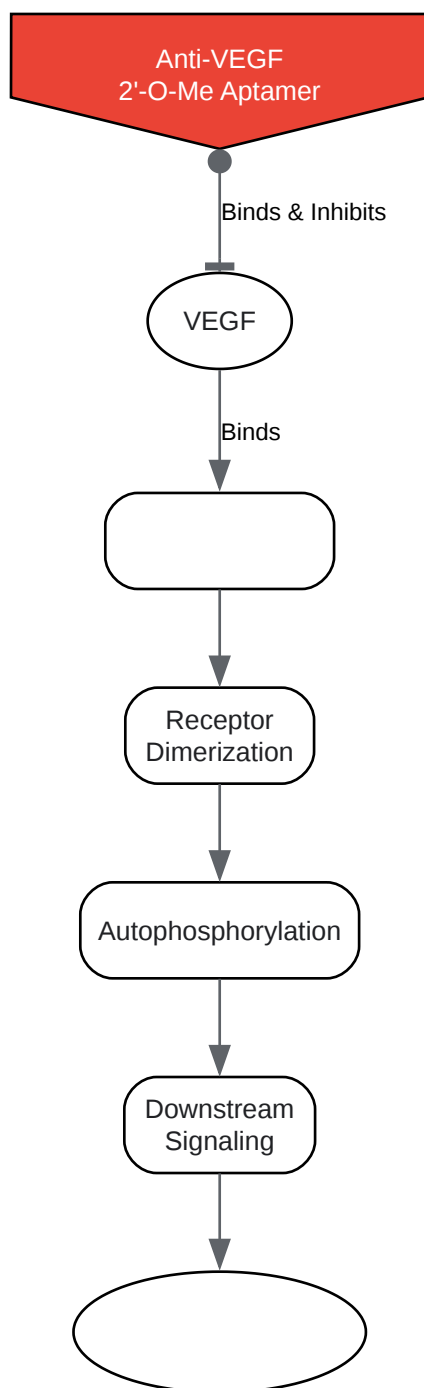 Anti-VEGF
2'-O-Me Aptamer
Binds & Inhibits
VEGF
Binds
Receptor
Dimerization
Autophosphorylation
Downstream
Signaling